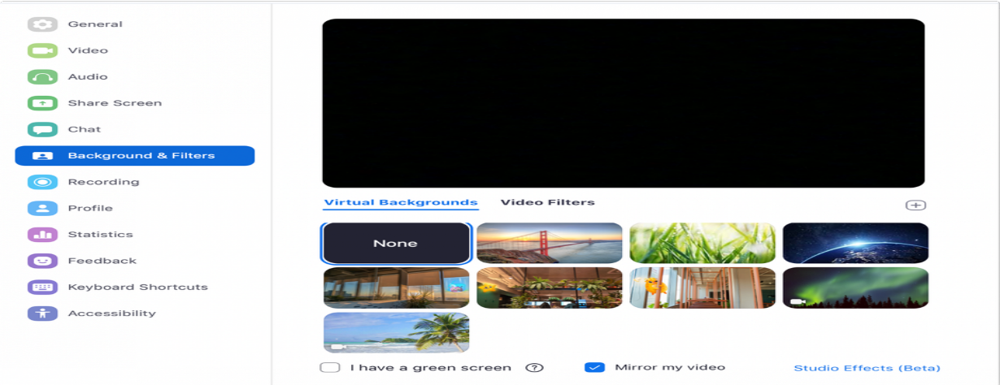 General
Video
Audio
Share Screen
Chat
Background & Filters
Recording
Profile
Statistics
Feedback
Keyboard Shortcuts
Accessibility
Virtual Backgrounds Video Filters
None
I have a green screen ? Mirror my video Studio Effects (Beta)